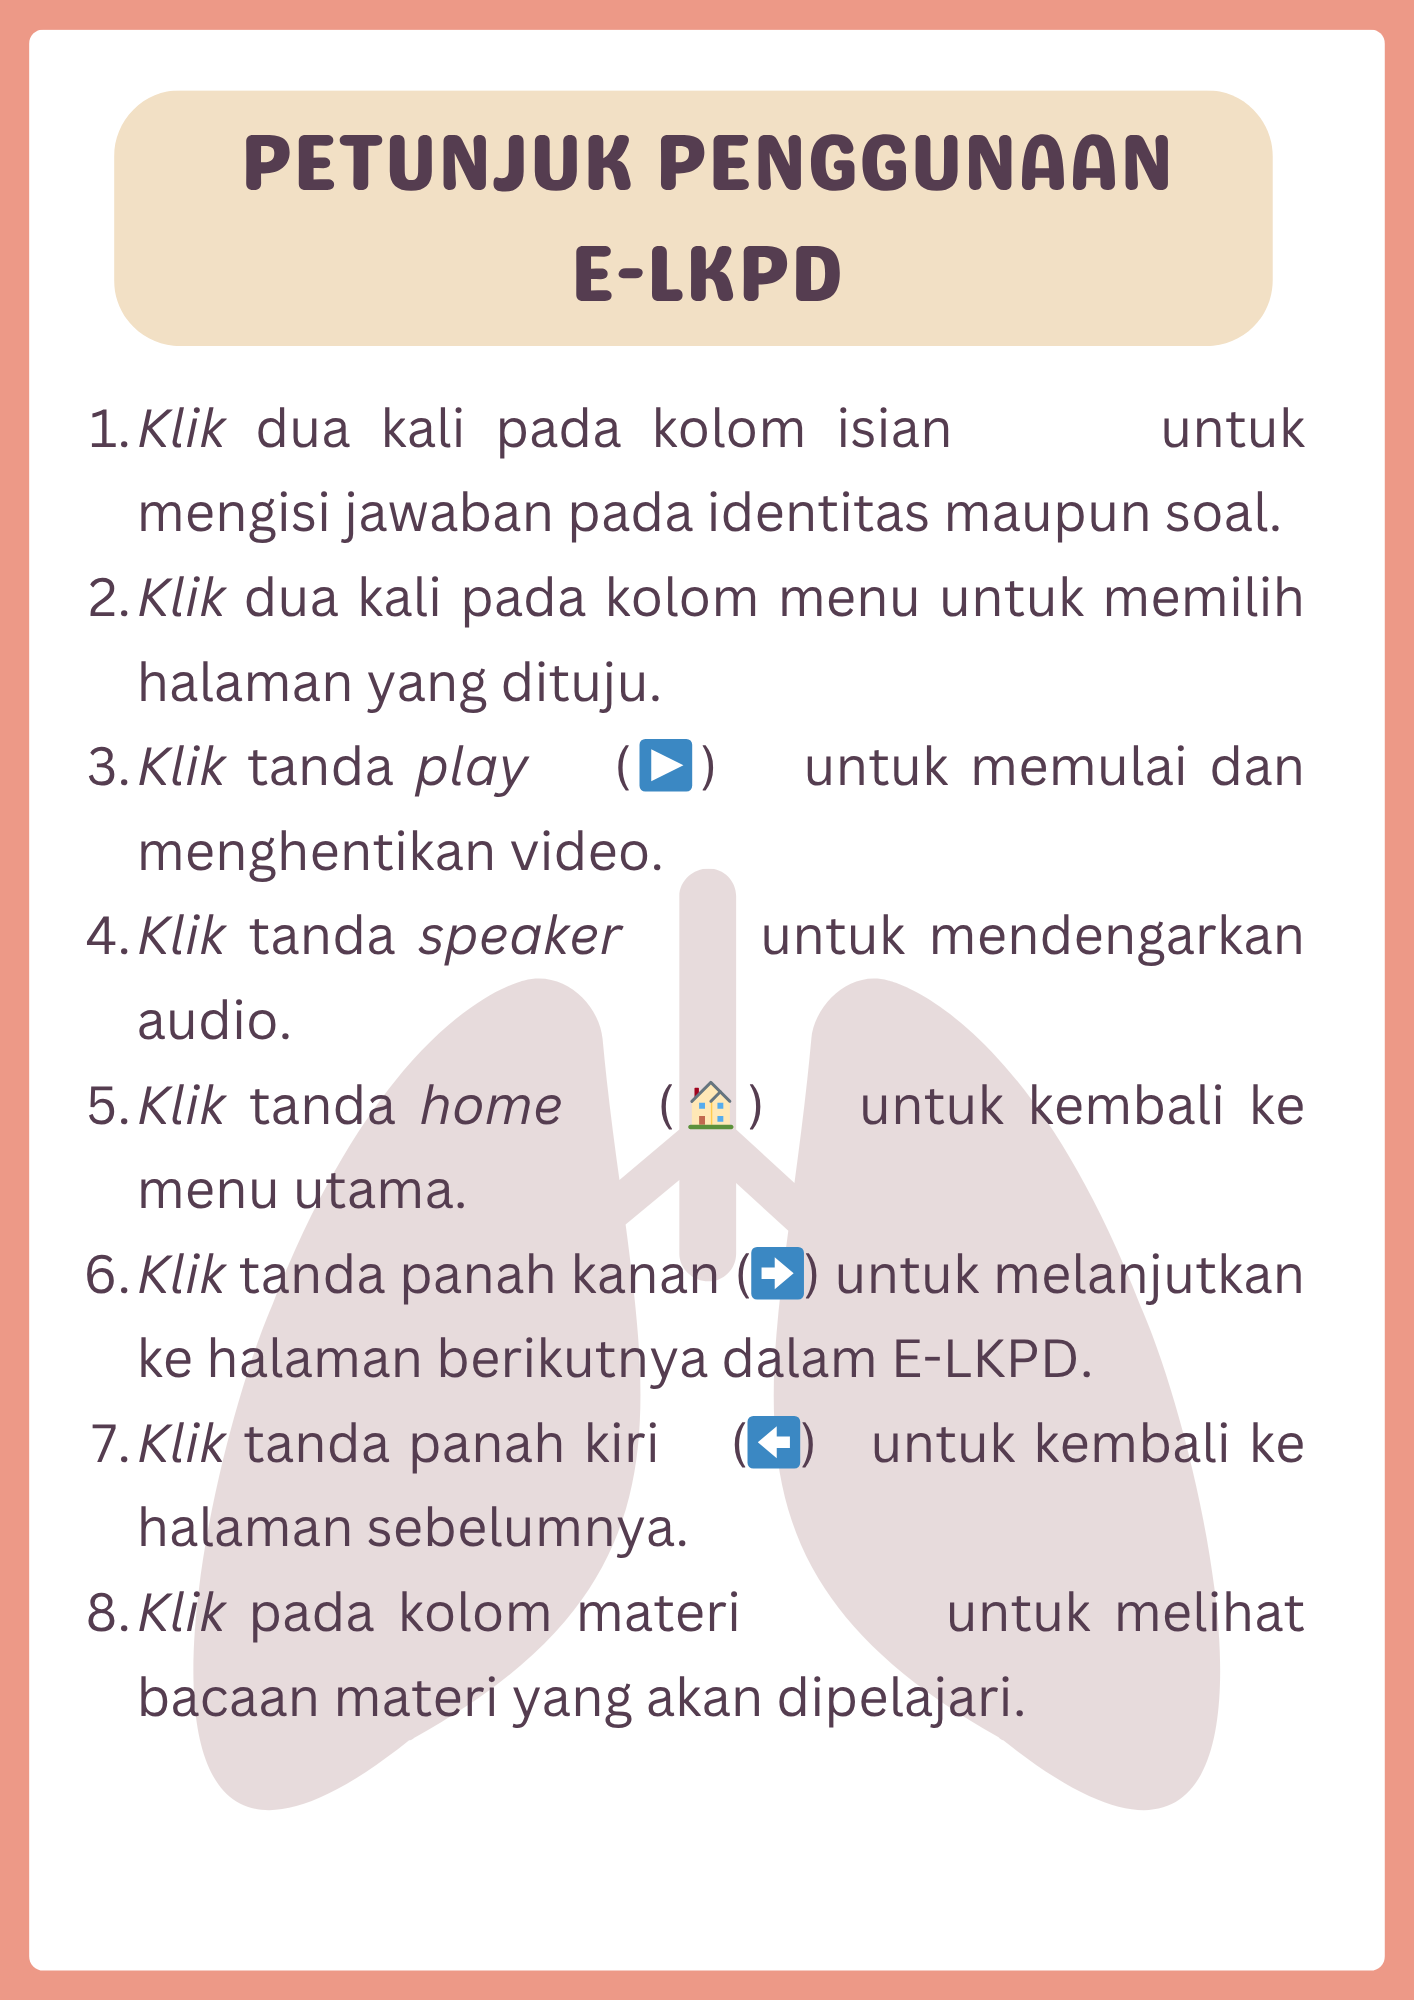 PETUNJUK PENGGUNAAN
E-LKPD
1. Klik dua kali pada kolom isian untuk
mengisi jawaban pada identitas maupun soal.
2. Klik dua kali pada kolom menu untuk memilih
halaman yang dituju.
3. Klik tanda play (▶️) untuk memulai dan
menghentikan video.
4. Klik tanda speaker untuk mendengarkan
audio.
5. Klik tanda home (🏠) untuk kembali ke
menu utama.
6. Klik tanda panah kanan (➡️) untuk melanjutkan
ke halaman berikutnya dalam E-LKPD.
7. Klik tanda panah kiri (⬅️) untuk kembali ke
halaman sebelumnya.
8. Klik pada kolom materi untuk melihat
bacaan materi yang akan dipelajari.